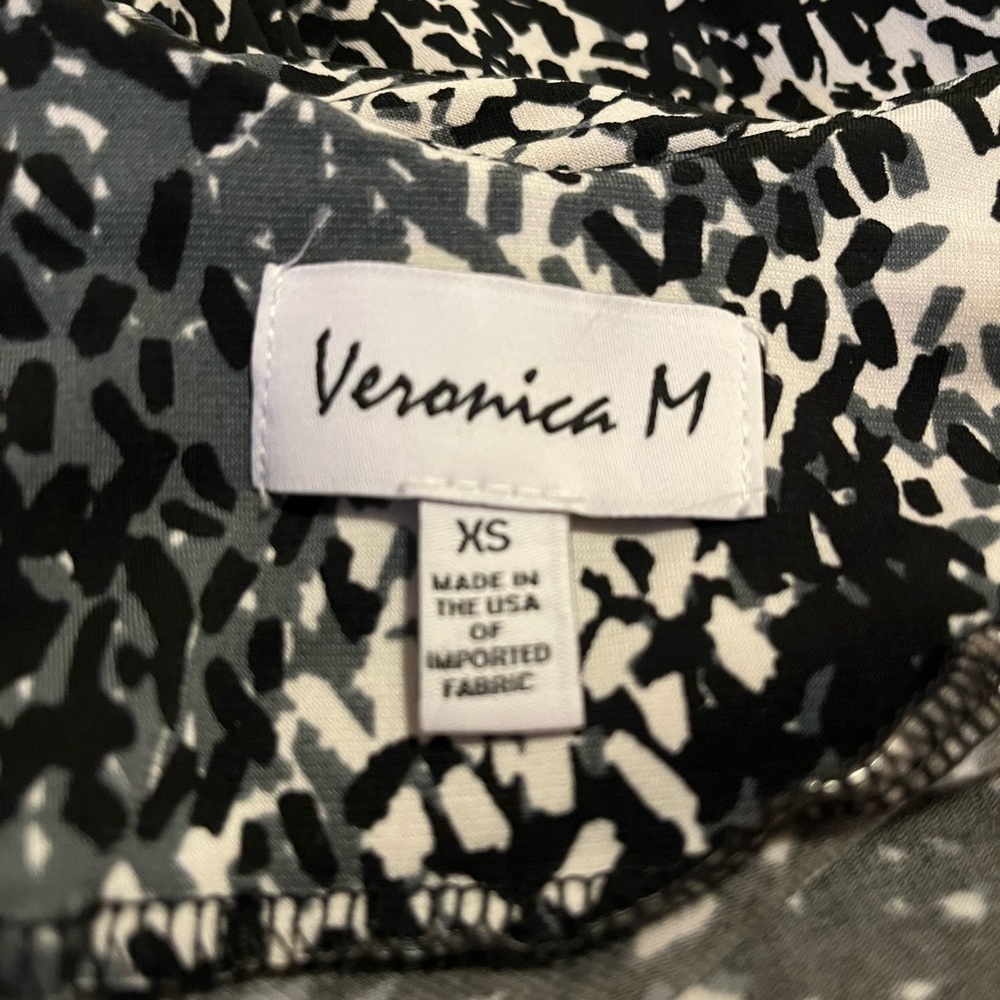 Veronica M
XS
MADE IN
THE USA
OF
IMPORTED
FABRIC